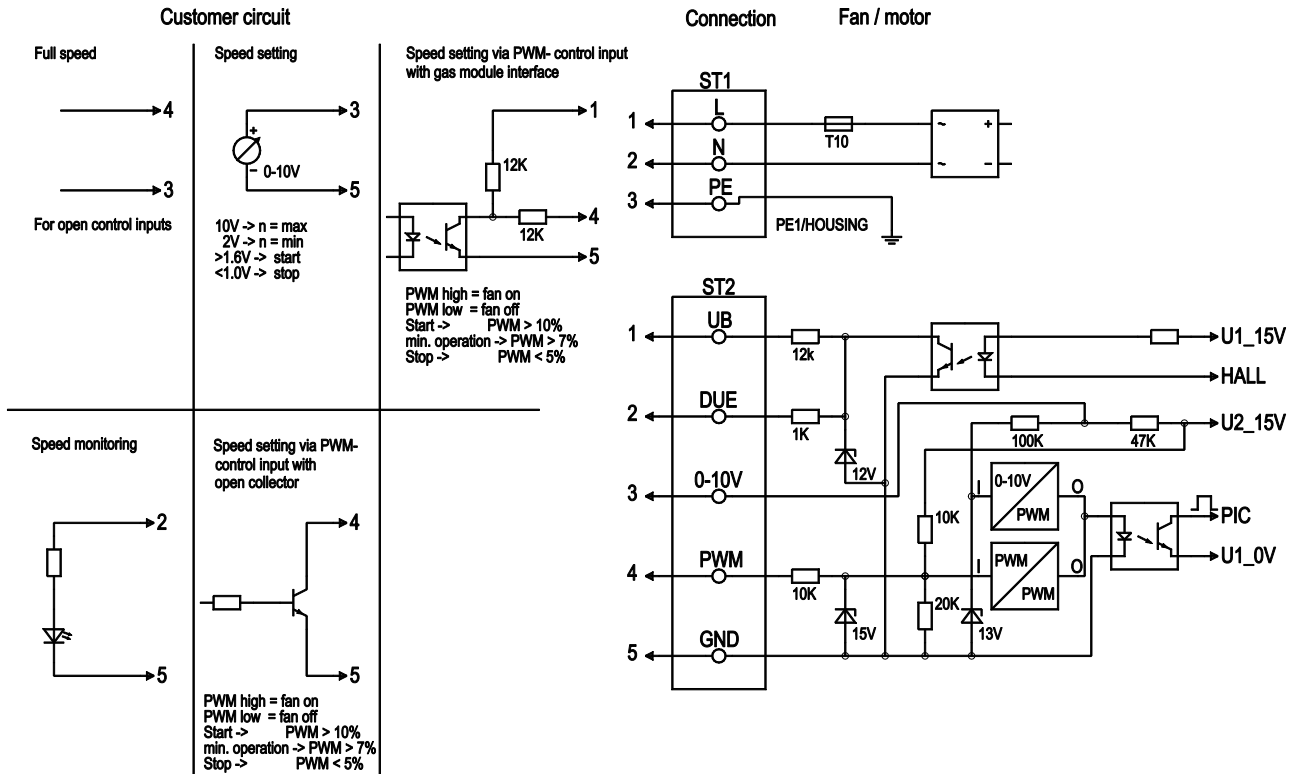 Customer circuit
Connection
Fan / motor
Full speed
4
3
For open control inputs
Speed setting
3
+
− 0-10V
5
10V -> n = max
2V -> n = min
>1.6V -> start
<1.0V -> stop
Speed setting via PWM- control input
with gas module interface
1
12K
4
12K
5
PWM high = fan on
PWM low = fan off
Start -> PWM > 10%
min. operation -> PWM > 7%
Stop -> PWM < 5%
Speed monitoring
2
5
Speed setting via PWM-
control input with
open collector
4
5
PWM high = fan on
PWM low = fan off
Start -> PWM > 10%
min. operation -> PWM > 7%
Stop -> PWM < 5%
ST1
L
1
T10
~ +
N
2
~ −
PE
3
PE1/HOUSING
ST2
UB
1
12k
U1_15V
HALL
DUE
2
1K
100K
47K
U2_15V
12V
0-10V
3
I 0-10V O
PWM
10K
PIC
U1_0V
PWM
4
10K
I PWM O
PWM
20K
15V
13V
GND
5